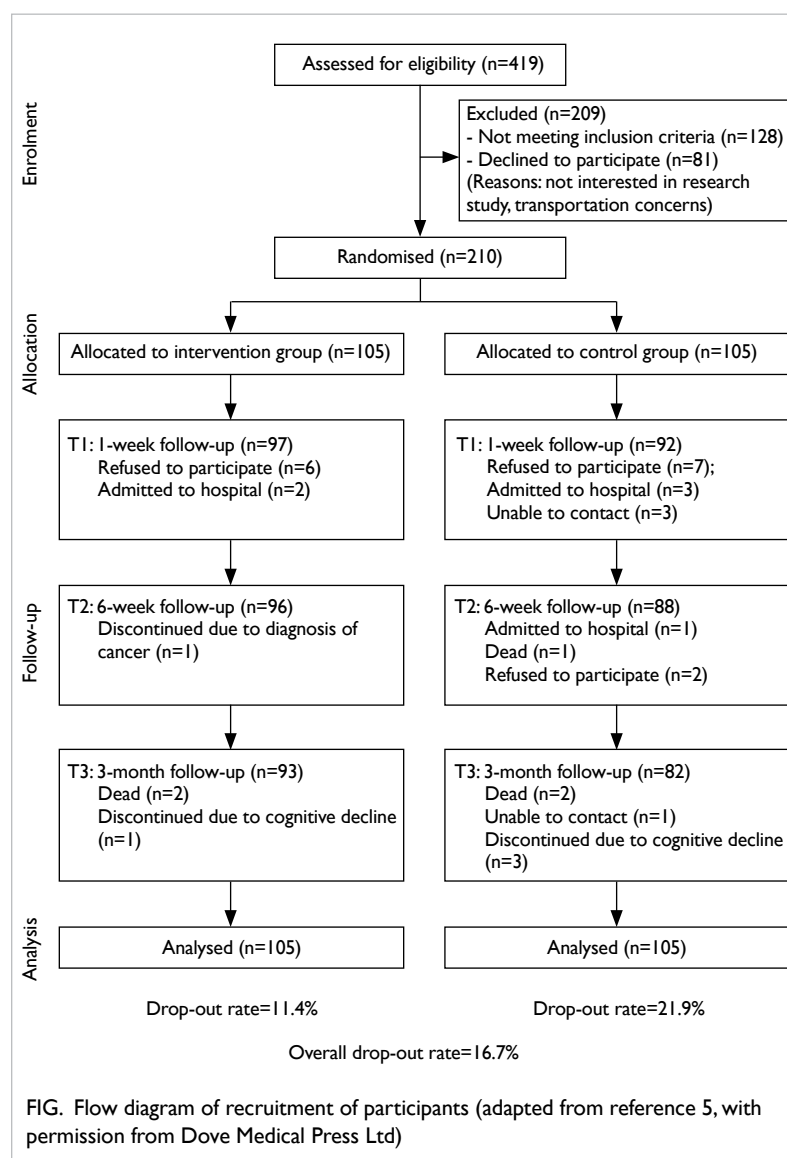 Assessed for eligibility (n=419)
Enrolment
Excluded (n=209)
- Not meeting inclusion criteria (n=128)
- Declined to participate (n=81)
(Reasons: not interested in research
study, transportation concerns)
Randomised (n=210)
Allocation
Allocated to intervention group (n=105)
Allocated to control group (n=105)
T1: 1-week follow-up (n=97)
Refused to participate (n=6)
Admitted to hospital (n=2)
T1: 1-week follow-up (n=92)
Refused to participate (n=7);
Admitted to hospital (n=3)
Unable to contact (n=3)
Follow-up
T2: 6-week follow-up (n=96)
Discontinued due to diagnosis of
cancer (n=1)
T2: 6-week follow-up (n=88)
Admitted to hospital (n=1)
Dead (n=1)
Refused to participate (n=2)
T3: 3-month follow-up (n=93)
Dead (n=2)
Discontinued due to cognitive decline
(n=1)
T3: 3-month follow-up (n=82)
Dead (n=2)
Unable to contact (n=1)
Discontinued due to cognitive decline
(n=3)
Analysis
Analysed (n=105)
Analysed (n=105)
Drop-out rate=11.4%
Drop-out rate=21.9%
Overall drop-out rate=16.7%
FIG. Flow diagram of recruitment of participants (adapted from reference 5, with
permission from Dove Medical Press Ltd)